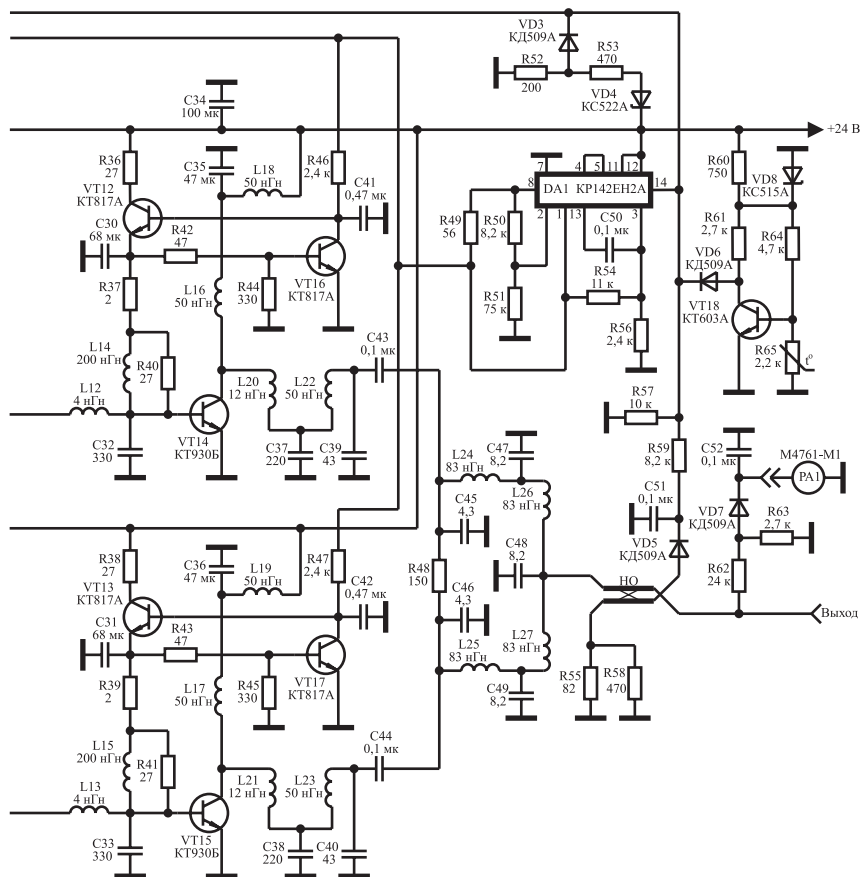 VD3
КД509А
R52
200
R53
470
VD4
КС522А
C34
100 мк
+24 В
R36
27
C35
47 мк
L18
50 нГн
R46
2,4 к
C41
0,47 мк
VT12
КТ817А
C30
68 мк
R42
47
R37
2
L16
50 нГн
R44
330
VT16
КТ817А
7
4
5
11
12
8
DA1
КР142ЕН2А
14
2
1
13
3
R49
56
R50
8,2 к
C50
0,1 мк
R54
11 к
R51
75 к
R56
2,4 к
R60
750
VD8
КС515А
R61
2,7 к
R64
4,7 к
VD6
КД509А
VT18
КТ603А
R65
2,2 к
t°
L14
200 нГн
R40
27
L12
4 нГн
C32
330
VT14
КТ930Б
L20
12 нГн
L22
50 нГн
C43
0,1 мк
C37
220
C39
43
R57
10 к
R59
8,2 к
C52
0,1 мк
М4761-М1
PA1
L24
83 нГн
C47
8,2
L26
83 нГн
C45
4,3
C51
0,1 мк
VD7
КД509А
R63
2,7 к
VD5
КД509А
R62
24 к
R48
150
C48
8,2
НО
C46
4,3
Выход
L25
83 нГн
L27
83 нГн
C49
8,2
R55
82
R58
470
R38
27
C36
47 мк
L19
50 нГн
R47
2,4 к
C42
0,47 мк
VT13
КТ817А
C31
68 мк
R43
47
R39
2
L17
50 нГн
R45
330
VT17
КТ817А
L15
200 нГн
R41
27
L13
4 нГн
C33
330
VT15
КТ930Б
L21
12 нГн
L23
50 нГн
C44
0,1 мк
C38
220
C40
43